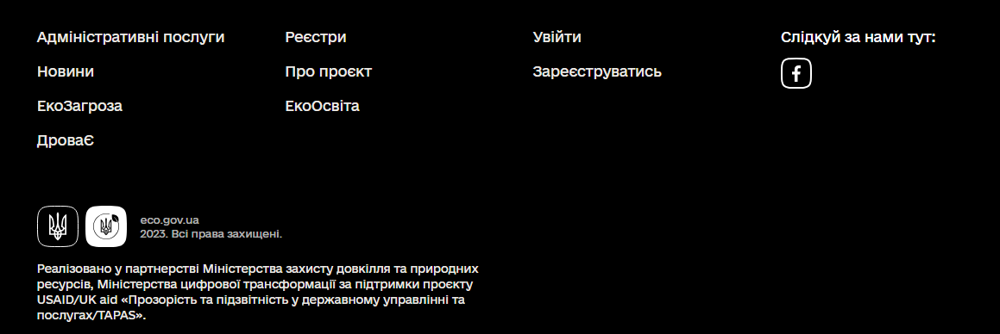 Адміністративні послуги
Новини
ЕкоЗагроза
ДроваЄ
Реєстри
Про проєкт
ЕкоОсвіта
Увійти
Зареєструватись
Слідкуй за нами тут:
eco.gov.ua
2023. Всі права захищені.
Реалізовано у партнерстві Міністерства захисту довкілля та природних
ресурсів, Міністерства цифрової трансформації за підтримки проєкту
USAID/UK aid «Прозорість та підзвітність у державному управлінні та
послугах/TAPAS».